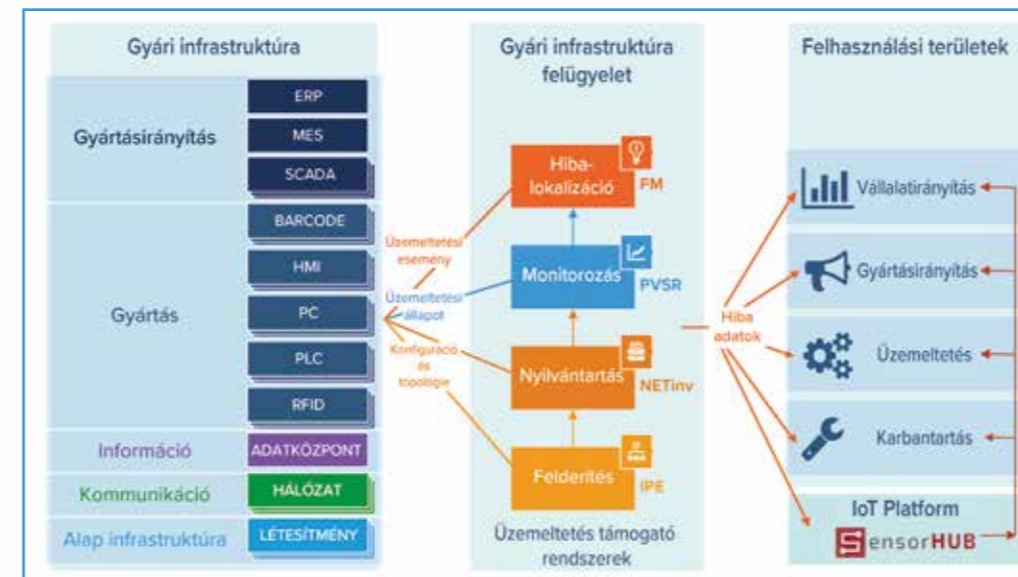 Gyári infrastruktúra
Gyártásirányítás
ERP
MES
SCADA
Gyártás
BARCODE
HMI
PC
PLC
RFID
Információ
ADATKÖZPONT
Kommunikáció
HÁLÓZAT
Alap infrastruktúra
LÉTESÍTMÉNY
Üzemeltetési
esemény
Üzemeltetési
állapot
Konfiguráció
és
topológie
Gyári infrastruktúra
felügyelet
Hiba-
lokalizáció
FM
Monitorozás
PVSR
Nyilvántartás
NETinv
Felderítés
IPE
Üzemeltetés támogató
rendszerek
Hiba
adatok
Felhasználási területek
Vállalatirányítás
Gyártásirányítás
Üzemeltetés
Karbantartás
IoT Platform
SensorHUB